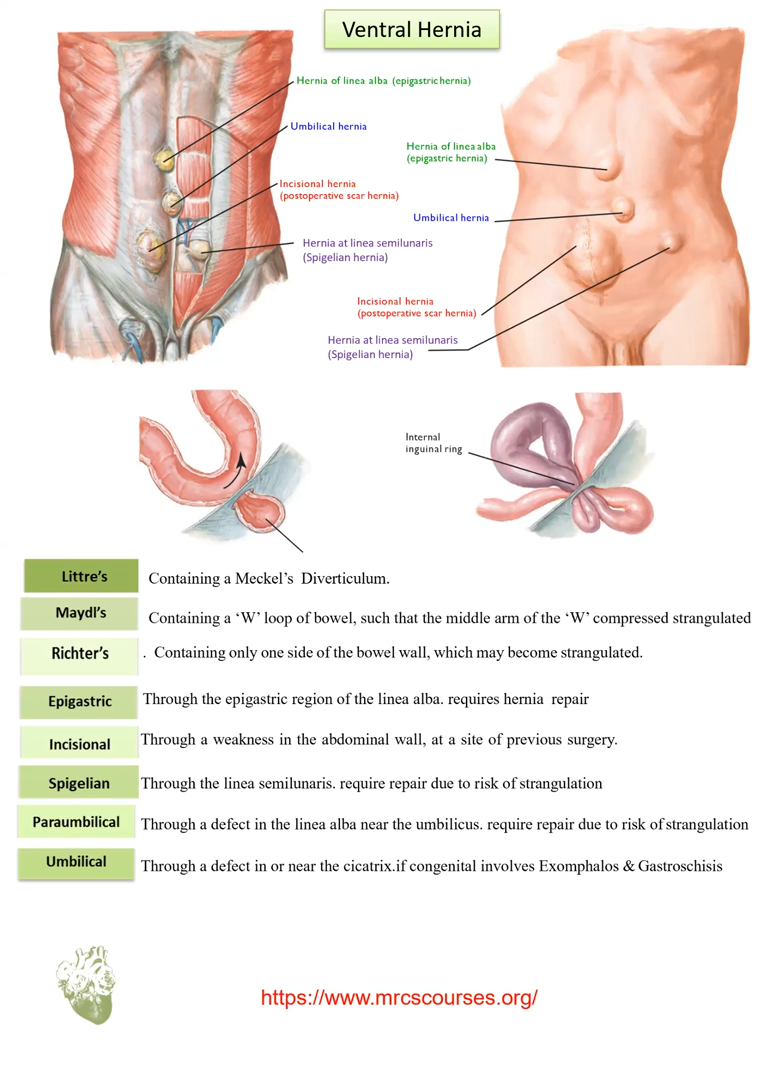 Ventral Hernia
Hernia of linea alba (epigastric hernia)
Umbilical hernia
Incisional hernia
(postoperative scar hernia)
Hernia at linea semilunaris
(Spigelian hernia)
Hernia of linea alba
(epigastric hernia)
Umbilical hernia
Incisional hernia
(postoperative scar hernia)
Hernia at linea semilunaris
(Spigelian hernia)
Internal
inguinal ring
Littre's Containing a Meckel's Diverticulum.
Maydl's Containing a ‘W’ loop of bowel, such that the middle arm of the ‘W’ compressed strangulated
Richter's . Containing only one side of the bowel wall, which may become strangulated.
Epigastric Through the epigastric region of the linea alba. requires hernia repair
Incisional Through a weakness in the abdominal wall, at a site of previous surgery.
Spigelian Through the linea semilunaris. require repair due to risk of strangulation
Paraumbilical Through a defect in the linea alba near the umbilicus. require repair due to risk of strangulation
Umbilical Through a defect in or near the cicatrix.if congenital involves Exomphalos & Gastroschisis
https://www.mrcscourses.org/